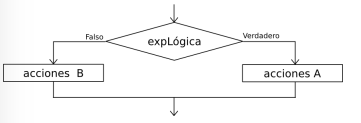 Falso
Verdadero
expLógica
acciones B
acciones A